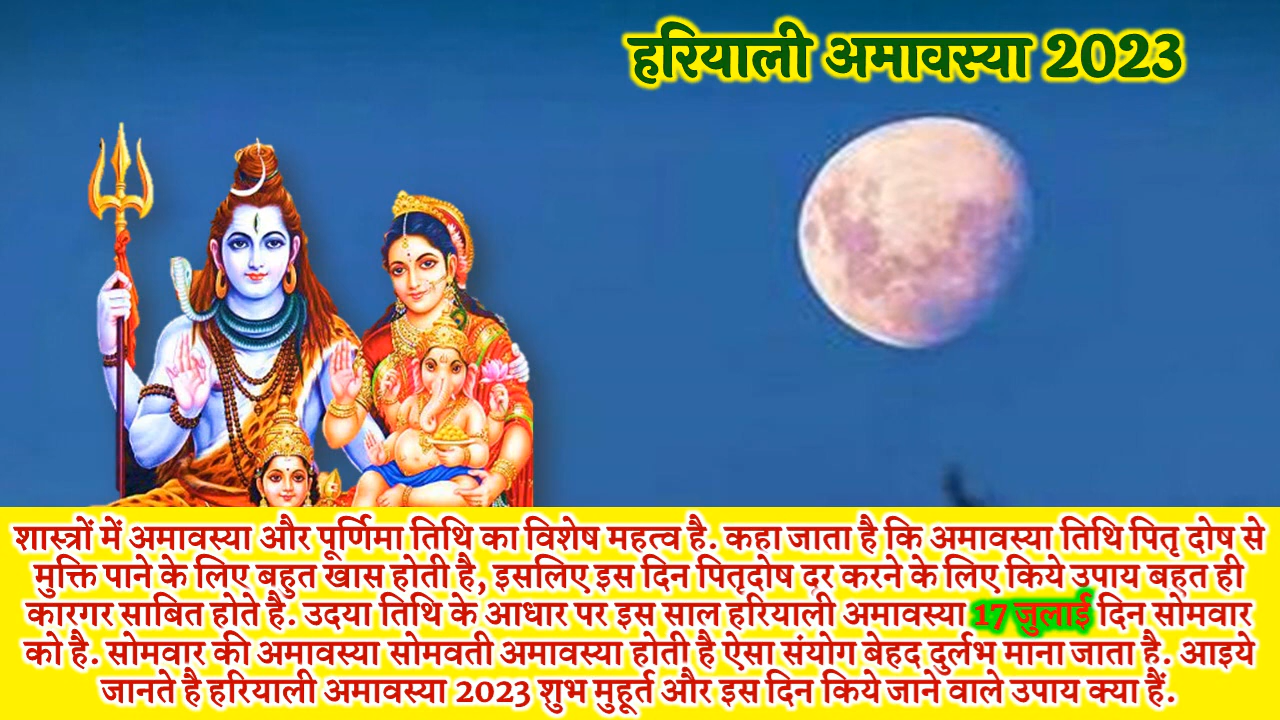 हरियाली अमावस्या 2023
शास्त्रों में अमावस्या और पूर्णिमा तिथि का विशेष महत्व है. कहा जाता है कि अमावस्या तिथि पितृ दोष से
मुक्ति पाने के लिए बहुत खास होती है, इसलिए इस दिन पितृदोष दर करने के लिए किये उपाय बहुत ही
कारगर साबित होते है. उदया तिथि के आधार पर इस साल हरियाली अमावस्या 17 जुलाई दिन सोमवार
को है. सोमवार की अमावस्या सोमवती अमावस्या होती है ऐसा संयोग बेहद दुर्लभ माना जाता है. आइये
जानते है हरियाली अमावस्या 2023 शुभ मुहूर्त और इस दिन किये जाने वाले उपाय क्या हैं.